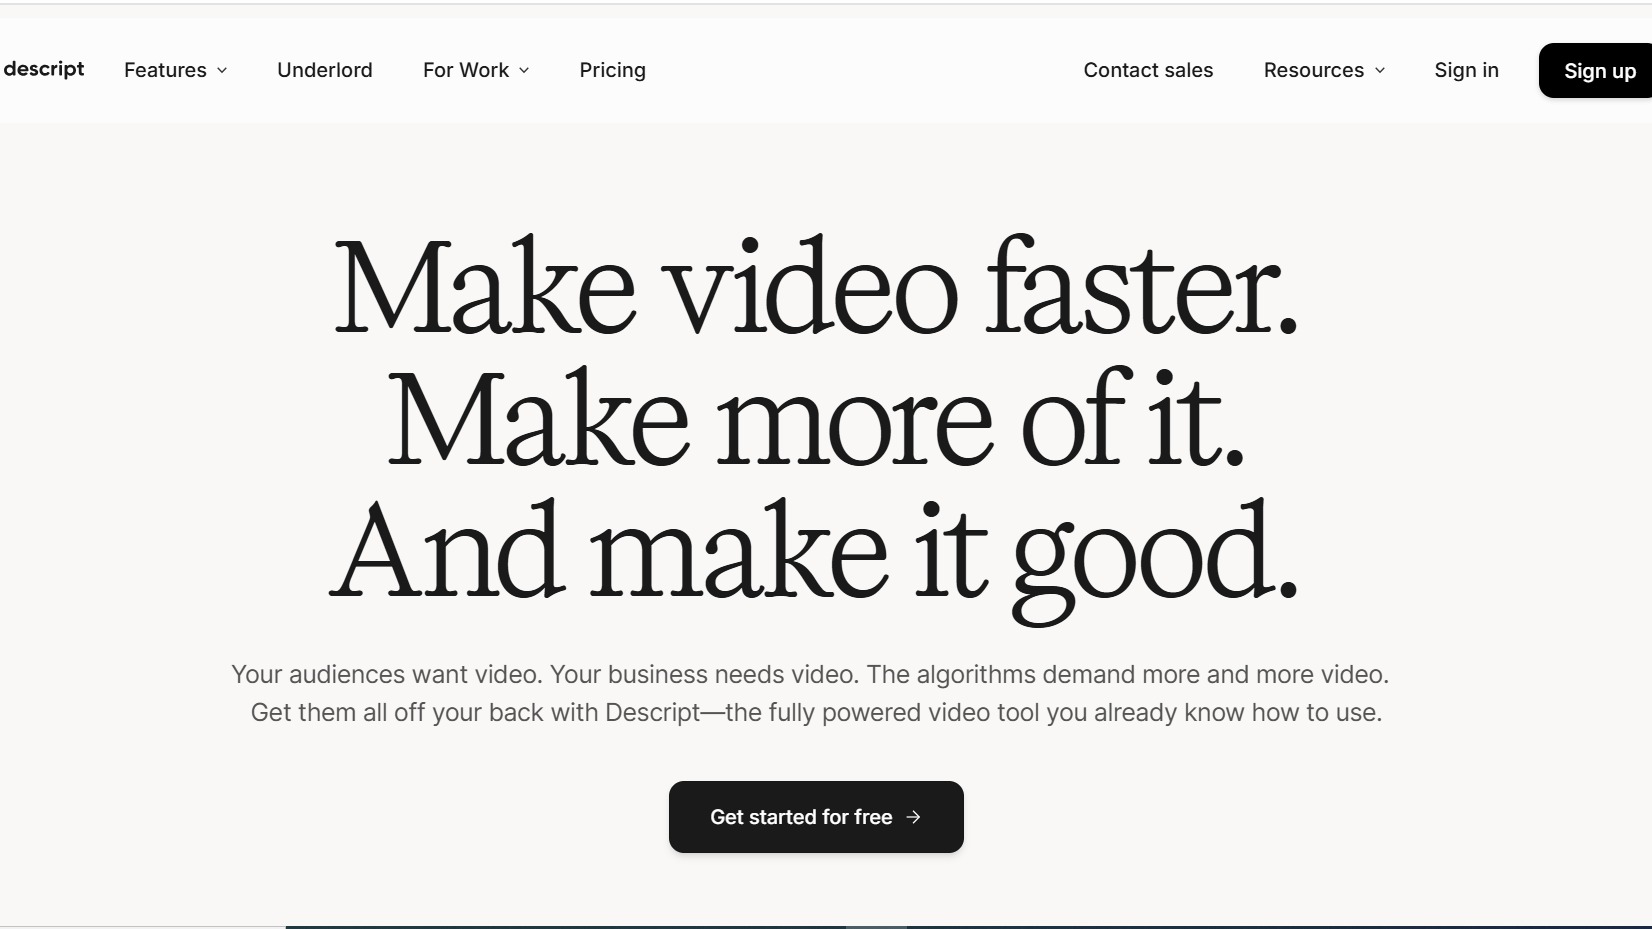 descript Features Underlord For Work Pricing Contact sales Resources Sign in Sign up
Make video faster.
Make more of it.
And make it good.
Your audiences want video. Your business needs video. The algorithms demand more and more video.
Get them all off your back with Descript—the fully powered video tool you already know how to use.
Get started for free →